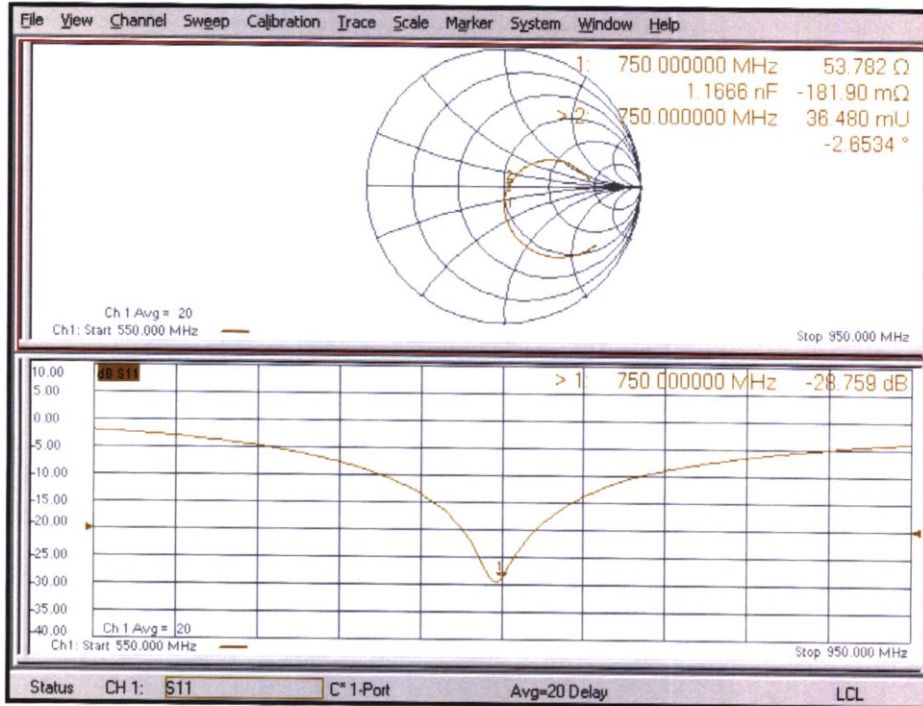 File View Channel Sweep Calibration Trace Scale Marker System Window Help
1: 750.000000 MHz 53.782 Ω
1.1666 nF -181.90 mΩ
> 2: 750.000000 MHz 36.480 mU
-2.6534 °
2
1
Ch 1 Avg = 20
Ch1: Start 550.000 MHz
Stop 950.000 MHz
10.00
dB S11
> 1: 750.000000 MHz -28.759 dB
5.00
0.00
-5.00
-10.00
-15.00
-20.00
-25.00
1
-30.00
-35.00
-40.00
Ch 1 Avg = 20
Ch1: Start 550.000 MHz
Stop 950.000 MHz
Status CH 1: S11 C* 1-Port Avg=20 Delay LCL